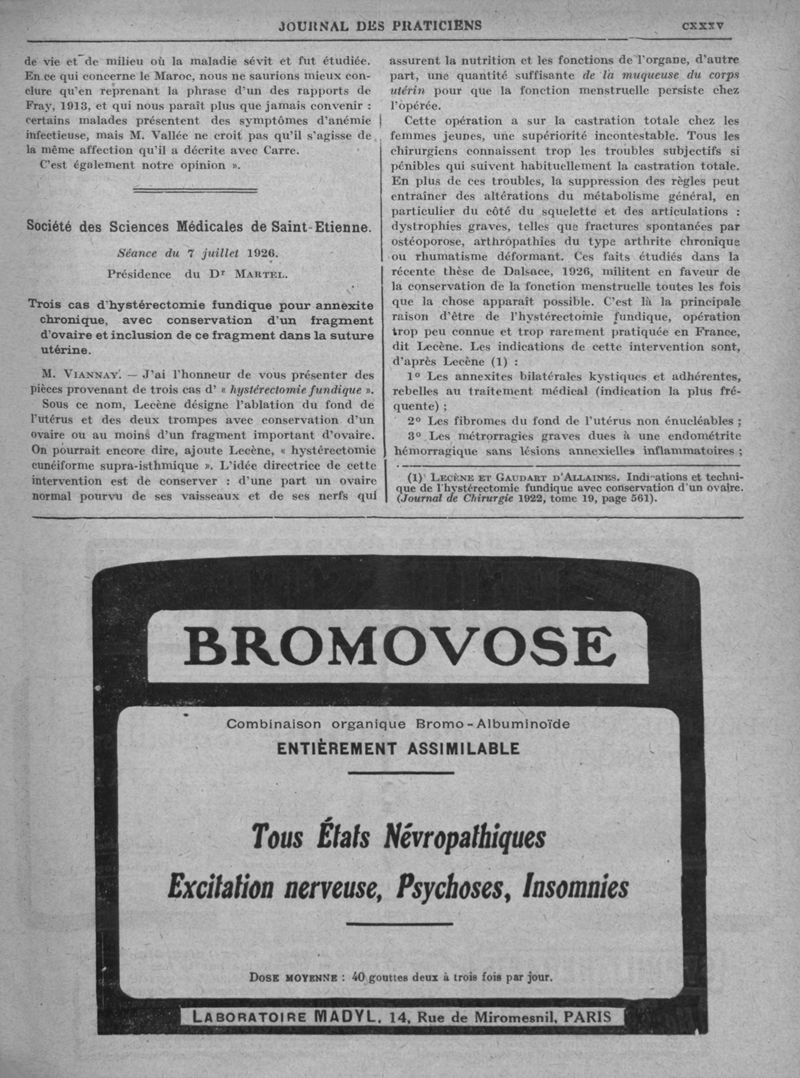 JOURNAL DES PRATICIENS
CXXXV
de vie et de milieu où la maladie sévit et fut étudiée.
En ce qui concerne le Maroc, nous ne saurions mieux con-
clure qu'en reprenant la phrase d'un des rapports de
Fray, 1913, et qui nous paraît plus que jamais convenir :
certains malades présentent des symptômes d'anémie
infectieuse, mais M. Vallée ne croit pas qu'il s'agisse de
la même affection qu'il a décrite avec Carre.
C'est également notre opinion ».
Société des Sciences Médicales de Saint-Etienne.
Séance du 7 juillet 1926.
Présidence du Dr MARTEL.
Trois cas d'hystérectomie fundique pour annexite
chronique, avec conservation d'un fragment
d'ovaire et inclusion de ce fragment dans la suture
utérine.
M. VIANNAY. — J'ai l'honneur de vous présenter des
pièces provenant de trois cas d' « hystérectomie fundique ».
Sous ce nom, Lecène désigne l'ablation du fond de
l'utérus et des deux trompes avec conservation d'un
ovaire ou au moins d'un fragment important d'ovaire.
On pourrait encore dire, ajoute Lecène, « hystérectomie
cunéiforme supra-isthmique ». L'idée directrice de cette
intervention est de conserver : d'une part un ovaire
normal pourvu de ses vaisseaux et de ses nerfs qui
assurent la nutrition et les fonctions de l'organe, d'autre
part, une quantité suffisante de la muqueuse du corps
utérin pour que la fonction menstruelle persiste chez
l'opérée.
Cette opération a sur la castration totale chez les
femmes jeunes, une supériorité incontestable. Tous les
chirurgiens connaissent trop les troubles subjectifs si
pénibles qui suivent habituellement la castration totale.
En plus de ces troubles, la suppression des règles peut
entraîner des altérations du métabolisme général, en
particulier du côté du squelette et des articulations :
dystrophies graves, telles que fractures spontanées par
ostéoporose, arthropathies du type arthrite chronique
ou rhumatisme déformant. Ces faits étudiés dans la
récente thèse de Dalsace, 1926, militent en faveur de
la conservation de la fonction menstruelle toutes les fois
que la chose apparaît possible. C'est là la principale
raison d'être de l'hystérectomie fundique, opération
trop peu connue et trop rarement pratiquée en France,
dit Lecène. Les indications de cette intervention sont,
d'après Lecène (1) :
1° Les annexites bilatérales kystiques et adhérentes,
rebelles au traitement médical (indication la plus fré-
quente) ;
2° Les fibromes du fond de l'utérus non énucléables ;
3° Les métrorragies graves dues à une endométrite
hémorragique sans lésions annexielles inflammatoires ;
(1) LECÈNE ET GAUDART D'ALLAINES. Indications et techni-
que de l'hystérectomie fundique avec conservation d'un ovaire.
(Journal de Chirurgie 1922, tome 19, page 561).
BROMOVOSE
Combinaison organique Bromo-Albuminoïde
ENTIÈREMENT ASSIMILABLE
Tous États Névropathiques
Excitation nerveuse, Psychoses, Insomnies
DOSE MOYENNE : 40 gouttes deux à trois fois par jour.
LABORATOIRE MADYL, 14, Rue de Miromesnil, PARIS